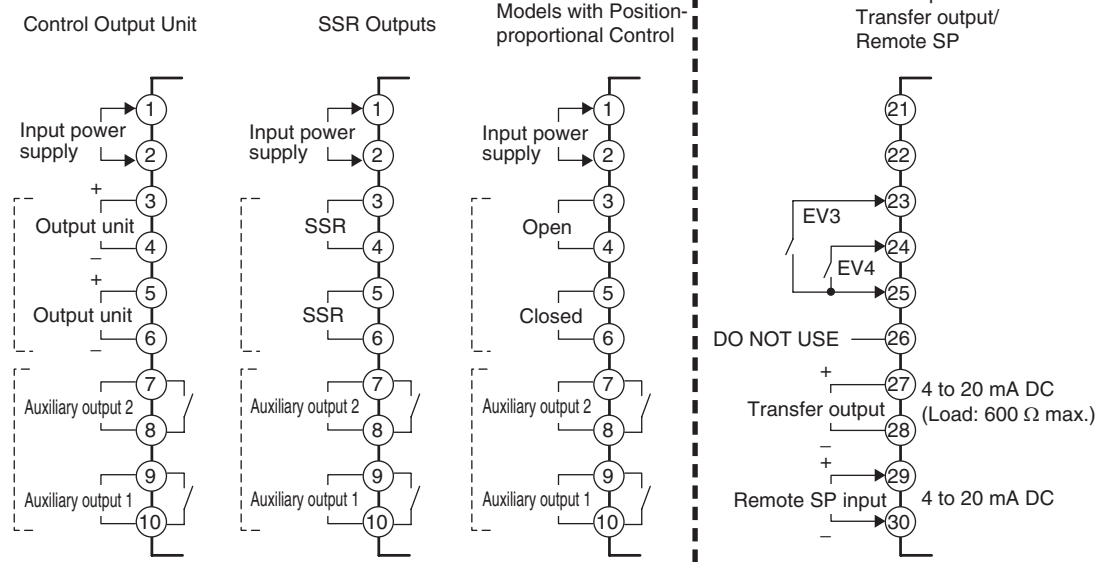 Control Output Unit
1
Input power
supply
2
+
3
Output unit
4
–
+
5
Output unit
6
–
7
Auxiliary output 2
8
9
Auxiliary output 1
10
SSR Outputs
1
Input power
supply
2
3
SSR
4
5
SSR
6
7
Auxiliary output 2
8
9
Auxiliary output 1
10
Models with Position-
proportional Control
1
Input power
supply
2
3
Open
4
5
Closed
6
7
Auxiliary output 2
8
9
Auxiliary output 1
10
Transfer output/
Remote SP
21
22
23
EV3
24
EV4
25
DO NOT USE
26
+
27
4 to 20 mA DC
Transfer output
(Load: 600 Ω max.)
28
–
+
29
Remote SP input
4 to 20 mA DC
30
–